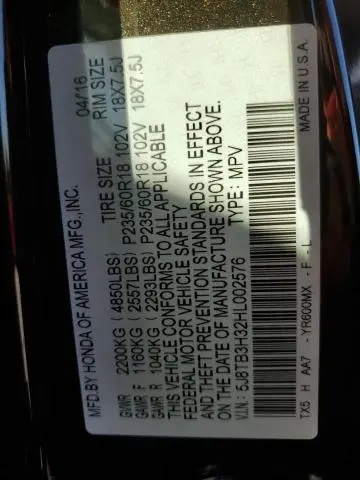 MFD.BY HONDA OF AMERICA MFG.,INC. 04/16
TIRE SIZE RIM SIZE
GVWR 2200KG ( 4850LBS)
GAWR F 1160KG ( 2557LBS) P235/60R18 102V 18X7.5J
GAWR R 1040KG ( 2293LBS) P235/60R18 102V 18X7.5J
THIS VEHICLE CONFORMS TO ALL APPLICABLE
FEDERAL MOTOR VEHICLE SAFETY
AND THEFT PREVENTION STANDARDS IN EFFECT
ON THE DATE OF MANUFACTURE SHOWN ABOVE.
V.I.N.: 5J8TB3H32HL002576 TYPE: MPV
TX5 H AA7 -YR600MX -F -L MADE IN U.S.A.